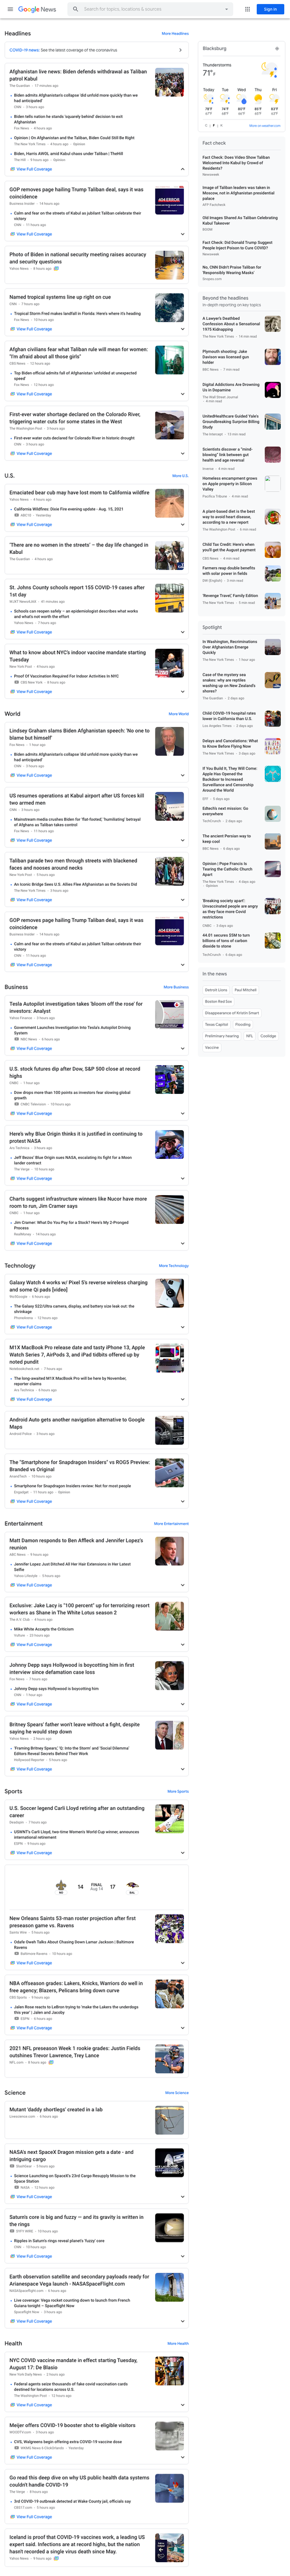 Google News
Search for topics, locations & sources
Sign in
Headlines
More Headlines
COVID-19 news: See the latest coverage of the coronavirus
Afghanistan live news: Biden defends withdrawal as Taliban
patrol Kabul
The Guardian · 17 minutes ago
Biden admits Afghanistan's collapse 'did unfold more quickly than we
had anticipated'
CNN · 3 hours ago
Biden tells nation he stands 'squarely behind' decision to exit
Afghanistan
Fox News · 8 hours ago
Opinion | On Afghanistan and the Taliban, Biden Could Still Be Right
The New York Times · 4 hours ago · Opinion
Biden, Harris AWOL amid Kabul chaos under Taliban | TheHill
The Hill · 9 hours ago · Opinion
View Full Coverage
GOP removes page hailing Trump Taliban deal, says it was
coincidence
Business Insider · 14 hours ago
Calm and fear on the streets of Kabul as jubilant Taliban celebrate their
victory
CNN · 11 hours ago
View Full Coverage
Photo of Biden in national security meeting raises accuracy
and security questions
Yahoo News · 4 hours ago
Named tropical systems line up right on cue
CNN · 7 hours ago
Tropical Storm Fred makes landfall in Florida: Here's where it's heading
Fox News · 10 hours ago
View Full Coverage
Afghan civilians fear what Taliban rule will mean for women:
"I'm afraid about all those girls"
CBS News · 12 hours ago
Top Biden official admits fall of Afghanistan 'unfolded at unexpected
speed'
Fox News · 12 hours ago
View Full Coverage
First-ever water shortage declared on the Colorado River,
triggering water cuts for some states in the West
The Washington Post · 3 hours ago
First-ever water cuts declared for Colorado River in historic drought
CNN · 9 hours ago
View Full Coverage
U.S.
More U.S.
Emaciated bear cub may have lost mom to California wildfire
Yahoo News · 4 hours ago
California Wildfires: Dixie Fire evening update - Aug. 15, 2021
ABC10 · Yesterday
View Full Coverage
'There are no women in the streets' – the day life changed in
Kabul
The Guardian · 4 hours ago
St. Johns County schools report 155 COVID-19 cases after
1st day
Schools can reopen safely — an epidemiologist describes what works
and what's not worth the effort
Yahoo News · 7 hours ago
View Full Coverage
What to know about NYC's indoor vaccine mandate starting
Tuesday
New York Post · 8 hours ago
Proof Of Vaccination Required For Indoor Activities In NYC
CBS New York · 9 hours ago
View Full Coverage
World
More World
Lindsey Graham slams Biden Afghanistan speech: 'No one to
blame but himself'
Fox News · 7 hours ago
Biden admits Afghanistan's collapse 'did unfold more quickly than we
had anticipated'
CNN · 3 hours ago
View Full Coverage
US resumes operations at Kabul airport after US forces kill
two armed men
CNN · 3 hours ago
Mainstream media crushes Biden for 'flat-footed,' 'humiliating' betrayal
of Afghans as Taliban takes control
Fox News · 11 hours ago
View Full Coverage
Taliban parade two men through streets with blackened
faces and nooses around necks
New York Post · 9 hours ago
An Iconic Bridge Sees U.S. Allies Flee Afghanistan as the Soviets Did
The New York Times · 4 hours ago
View Full Coverage
GOP removes page hailing Trump Taliban deal, says it was
coincidence
Business Insider · 14 hours ago
Calm and fear on the streets of Kabul as jubilant Taliban celebrate their
victory
CNN · 11 hours ago
View Full Coverage
Business
More Business
Tesla Autopilot investigation takes 'bloom off the rose' for
investors: Analyst
Yahoo Finance · 5 hours ago
Government Launches Investigation Into Tesla's Autopilot Driving
System
NBC News · 6 hours ago
View Full Coverage
U.S. stock futures dip after Dow, S&P 500 close at record
highs
CNBC · 1 hour ago
Dow drops more than 100 points as investors fear slowing global
growth
CNBC Television · 10 hours ago
View Full Coverage
Here's why Blue Origin thinks it is justified in continuing to
protest NASA
Ars Technica · 5 hours ago
Jeff Bezos' Blue Origin sues NASA, escalating its fight for a Moon
lander contract
The Verge · 10 hours ago
View Full Coverage
Charts suggest infrastructure winners like Nucor have more
room to run, Jim Cramer says
CNBC · 1 hour ago
Jim Cramer: What Do You Pay for a Stock? Here's My 2-Pronged
Process
RealMoney · 14 hours ago
View Full Coverage
Technology
More Technology
Galaxy Watch 4 works w/ Pixel 5's reverse wireless charging
and some Qi pads [video]
9to5Google · 6 hours ago
The Galaxy S22/Ultra camera, display, and battery size leak out: the
shrinkage
PhoneArena · 12 hours ago
View Full Coverage
M1X MacBook Pro release date and tasty iPhone 13, Apple
Watch Series 7, AirPods 3, and iPad tidbits offered up by
noted pundit
Notebookcheck.net · 7 hours ago
The long-awaited M1X MacBook Pro will be here by November,
reporter claims
Ars Technica · 6 hours ago
View Full Coverage
Android Auto gets another navigation alternative to Google
Maps
Android Police · 5 hours ago
The "Smartphone for Snapdragon Insiders" vs ROG5 Preview:
Branded vs Original
AnandTech · 15 hours ago
Smartphone for Snapdragon Insiders review: Not for most people
Engadget · 11 hours ago · Opinion
View Full Coverage
Entertainment
More Entertainment
Matt Damon responds to Ben Affleck and Jennifer Lopez's
reunion
ABC News · 9 hours ago
Jennifer Lopez Just Ditched All Her Hair Extensions in Her Latest
Selfie
Yahoo Lifestyle · 5 hours ago
View Full Coverage
Exclusive: Jake Lacy is "100 percent" up for terrorizing resort
workers as Shane in The White Lotus season 2
The A.V. Club · 4 hours ago
Mike White Accepts the Criticism
Vulture · 23 hours ago
View Full Coverage
Johnny Depp says Hollywood is boycotting him in first
interview since defamation case loss
Fox News · 7 hours ago
Johnny Depp says Hollywood is boycotting him
CNN · 1 hour ago
View Full Coverage
Britney Spears' father won't leave without a fight, despite
saying he would step down
Yahoo News · 2 hours ago
'Framing Britney Spears,' 'Q: Into the Storm' and 'Social Dilemma'
Editors Reveal Secrets Behind Their Work
Hollywood Reporter · 9 hours ago
View Full Coverage
Sports
More Sports
U.S. Soccer legend Carli Lloyd retiring after an outstanding
career
Deadspin · 7 hours ago
USWNT's Carli Lloyd, two-time Women's World Cup winner, announces
international retirement
ESPN · 9 hours ago
View Full Coverage
14 FINAL 17
Aug 14
NO BAL
New Orleans Saints 53-man roster projection after first
preseason game vs. Ravens
Saints Wire · 5 hours ago
Odafe Oweh Talks About Chasing Down Lamar Jackson | Baltimore
Ravens
Baltimore Ravens · 10 hours ago
View Full Coverage
NBA offseason grades: Lakers, Knicks, Warriors do well in
free agency; Blazers, Pelicans bring down curve
CBS Sports · 9 hours ago
Jalen Rose reacts to LeBron trying to 'make the Lakers the underdogs
this year' | Jalen and Jacoby
ESPN · 4 hours ago
View Full Coverage
2021 NFL preseason Week 1 rookie grades: Justin Fields
outshines Trevor Lawrence, Trey Lance
NFL.com · 9 hours ago
Science
More Science
Mutant 'daddy shortlegs' created in a lab
Livescience.com · 9 hours ago
NASA's next SpaceX Dragon mission gets a date - and
intriguing cargo
Slashgear · 9 hours ago
Science Launching on SpaceX's 23rd Cargo Resupply Mission to the
Space Station
NASA · 12 hours ago
View Full Coverage
Saturn's core is big and fuzzy — and its gravity is written in
the rings
SYFY WIRE · 10 hours ago
Ripples in Saturn's rings reveal planet's 'fuzzy' core
CNN · 10 hours ago
View Full Coverage
Earth observation satellite and secondary payloads ready for
Arianespace Vega launch - NASASpaceFlight.com
NASASpaceflight.com · 6 hours ago
Live coverage: Vega rocket counting down to launch from French
Guiana tonight – Spaceflight Now
Spaceflight Now · 3 hours ago
View Full Coverage
Health
More Health
NYC COVID vaccine mandate in effect starting Tuesday,
August 17: De Blasio
New York Daily News · 2 hours ago
Federal agents seize thousands of fake covid vaccination cards
destined for locations across U.S.
The Washington Post · 12 hours ago
View Full Coverage
Meijer offers COVID-19 booster shot to eligible visitors
WOODTV.com · 9 hours ago
CVS, Walgreens begin offering extra COVID-19 vaccine dose
Yesterday
View Full Coverage
Go read this deep dive on why US public health data systems
couldn't handle COVID-19
The Verge · 8 hours ago
3rd COVID-19 outbreak detected at Wake County jail, officials say
CBS17.com · 5 hours ago
View Full Coverage
Iceland is proof that COVID-19 vaccines work, a leading US
expert said. Infections are at record highs, but the nation
hasn't recorded a single virus death since May.
Yahoo News · 9 hours ago
Blacksburg
Thunderstorms
71°F
Today Tue Wed Thu Fri
C | F | K
More on weather.com
Fact check
Fact Check: Does Video Show Taliban
Welcomed Into Kabul by Crowd of
Residents?
Newsweek
Image of Taliban leaders was taken in
Moscow, not in Afghanistan presidential
palace
AFP Factcheck
Old Images Shared As Taliban Celebrating
Kabul Takeover
BOOM
Fact Check: Did Donald Trump Suggest
People Inject Poison to Cure COVID?
Newsweek
No, CNN Didn't Praise Taliban for
'Responsibly Wearing Masks'
Snopes.com
Beyond the headlines
In-depth reporting on key topics
A Lawyer's Deathbed
Confession About a Sensational
1975 Kidnapping
The New York Times · 14 min read
Plymouth shooting: Jake
Davison was licensed gun
holder
BBC News · 7 min read
Digital Addictions Are Drowning
Us in Dopamine
The Wall Street Journal
· 6 min read
UnitedHealthcare Guided Tule's
Groundbreaking Surprise Billing
Study
The Intercept · 13 min read
Scientists discover a "mind-
blowing" link between gut
health and age reversal
Inverse · 4 min read
Homeless encampment grows
on Apple property in Silicon
Valley
Pacifica Tribune · 4 min read
A plant-based diet is the best
way to avoid heart disease,
according to a new report
The Washington Post · 6 min read
Child Tax Credit: Here's when
you'll get the August payment
CBS News · 4 min read
Farmers reap double benefits
with solar power in fields
DW (English) · 5 min read
'Revenge Travel,' Family Edition
The New York Times · 5 min read
Spotlight
In Washington, Recriminations
Over Afghanistan Emerge
Quickly
The New York Times · 1 hour ago
Case of the mystery sea
snakes: why are reptiles
washing up on New Zealand's
shores?
The Guardian · 2 days ago
Child COVID-19 hospital rates
lower in California than U.S.
Los Angeles Times · 2 days ago
Delays and Cancelations: What
to Know Before Flying Now
The New York Times · 3 days ago
If You Build It, They Will Come:
Apple Has Opened the
Backdoor to Increased
Surveillance and Censorship
Around the World
EFF · 5 days ago
EdSec8's next mission: Go
everywhere
TechCrunch · 3 days ago
The ancient Persian way to
keep cool
BBC News · 6 days ago
Opinion | Pope Francis Is
Tearing the Catholic Church
Apart
The New York Times · 4 days ago
· Opinion
'Breaking society apart':
Unvaccinated people are angry
as they face more Covid
restrictions
CNBC · 3 days ago
44.01 secures $5M to turn
billions of tons of carbon
dioxide to stone
TechCrunch · 6 days ago
In the news
Detroit Lions
Paul Mitchell
Boston Red Sox
Disappearance of Kristin Smart
Texas Capitol
Flooding
Preliminary hearing
NFL
Coolidge
Vaccine